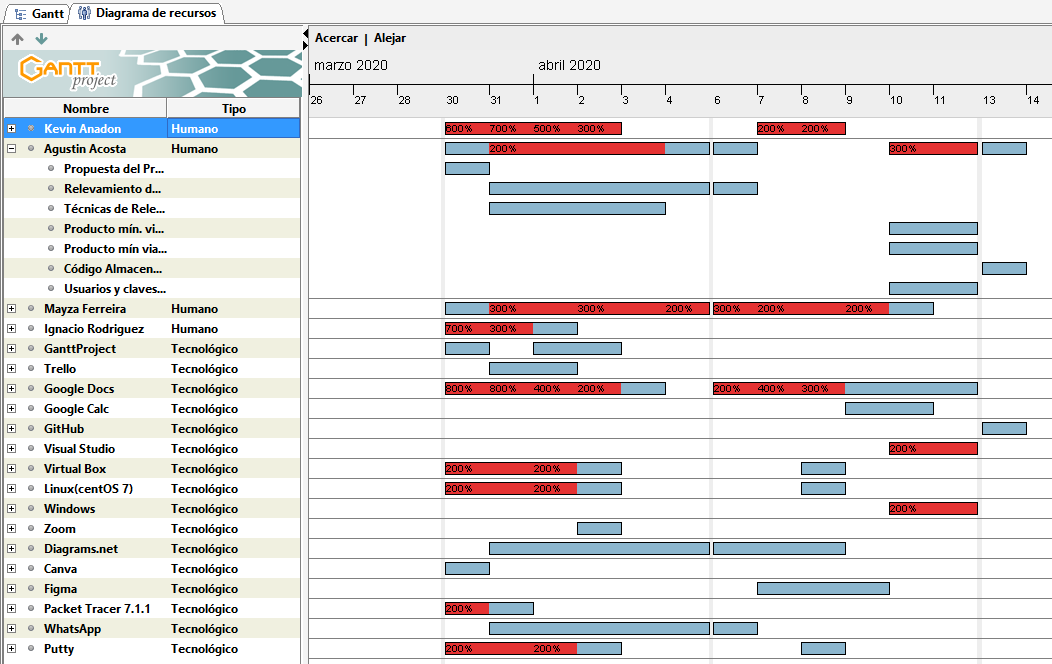 Gantt Diagrama de recursos
Acercar | Alejar
GANTT project
marzo 2020 abril 2020
Nombre Tipo
26 27 28 30 31 1 2 3 4 6 7 8 9 10 11 13 14
Kevin Anadon Humano 600% 700% 500% 300% 200% 200%
Agustin Acosta Humano 200% 300%
Propuesta del Pr...
Relevamiento d...
Técnicas de Rele...
Producto mín. vi...
Producto mín via...
Código Almacen...
Usuarios y claves...
Mayza Ferreira Humano 300% 300% 200% 300% 200% 200%
Ignacio Rodriguez Humano 700% 300%
GanttProject Tecnológico
Trello Tecnológico
Google Docs Tecnológico 800% 800% 400% 200% 200% 400% 300%
Google Calc Tecnológico
GitHub Tecnológico
Visual Studio Tecnológico 200%
Virtual Box Tecnológico 200% 200%
Linux(centOS 7) Tecnológico 200% 200%
Windows Tecnológico 200%
Zoom Tecnológico
Diagrams.net Tecnológico
Canva Tecnológico
Figma Tecnológico
Packet Tracer 7.1.1 Tecnológico 200%
WhatsApp Tecnológico
Putty Tecnológico 200% 200%